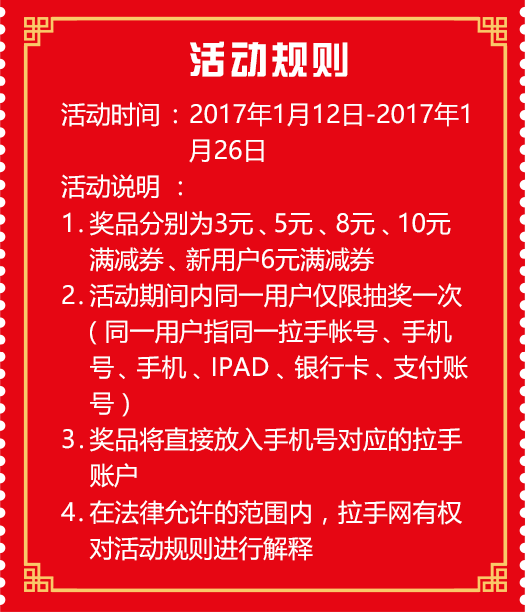 活动规则
活动时间：2017年1月12日-2017年1
月26日
活动说明：
1. 奖品分别为3元、5元、8元、10元
满减券、新用户6元满减券
2. 活动期间内同一用户仅限抽奖一次
(同一用户指同一拉手帐号、手机
号、手机、IPAD、银行卡、支付账
号)
3. 奖品将直接放入手机号对应的拉手
账户
4. 在法律允许的范围内，拉手网有权
对活动规则进行解释